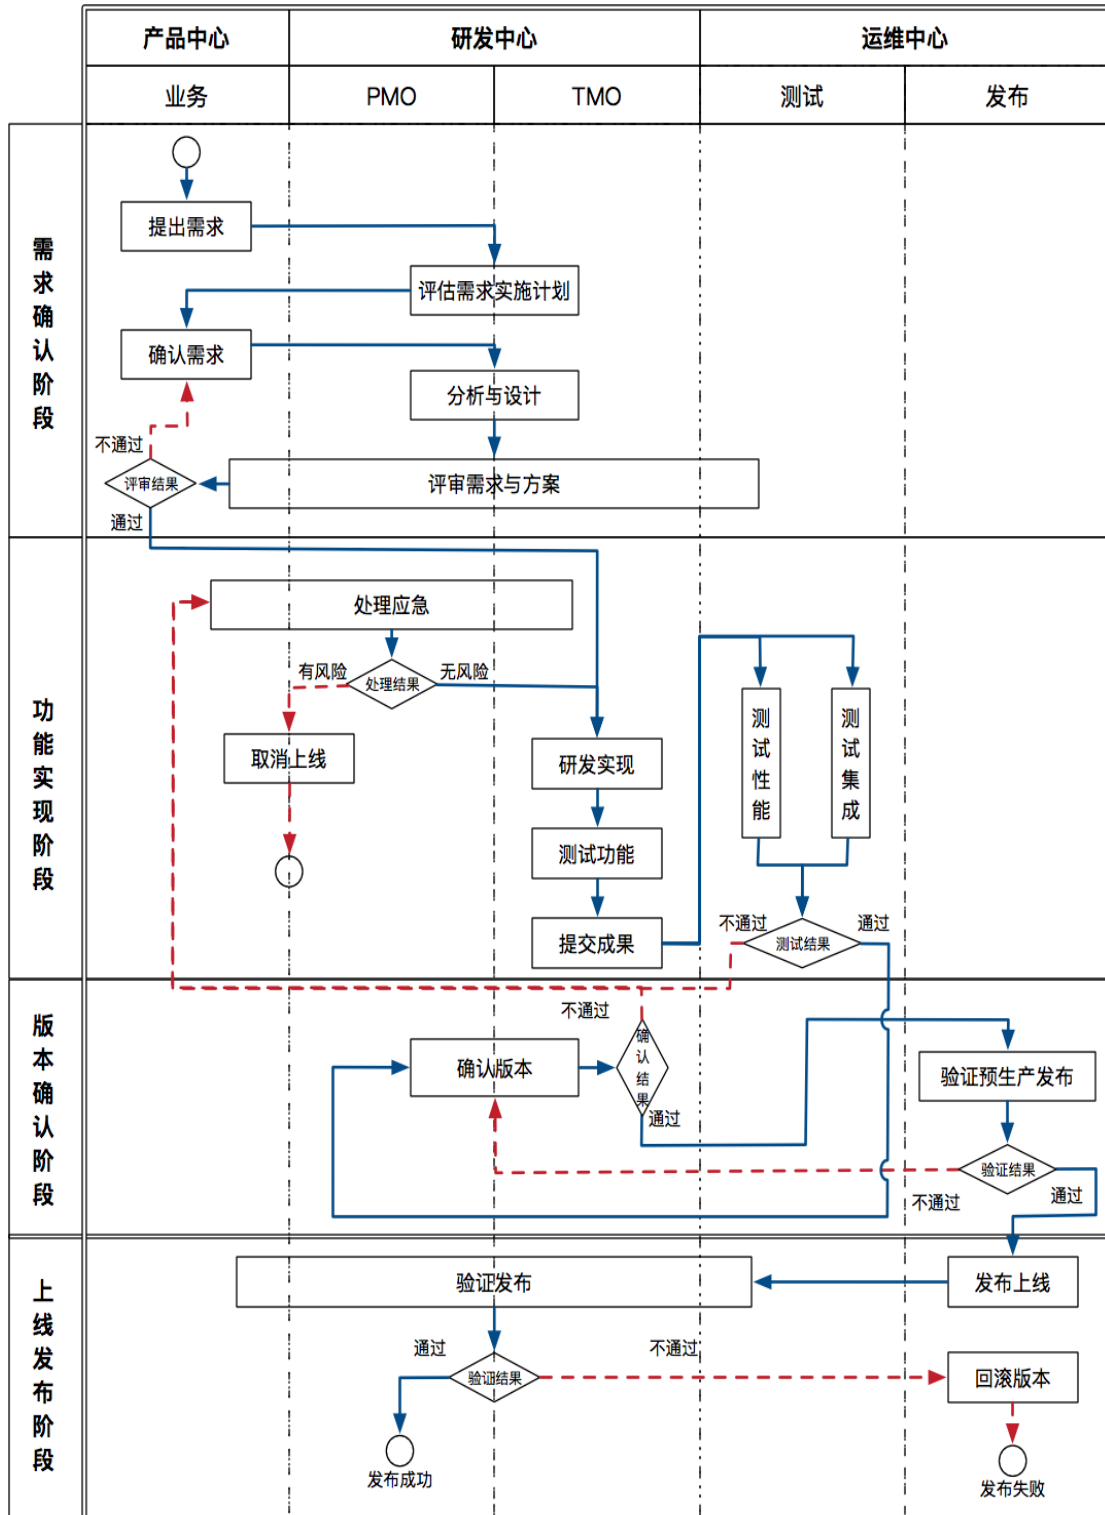 产品中心
研发中心
运维中心
业务
PMO
TMO
测试
发布
需求确认阶段
提出需求
评估需求实施计划
确认需求
分析与设计
不通过
评审结果
评审需求与方案
通过
功能实现阶段
处理应急
有风险
处理结果
无风险
取消上线
研发实现
测试功能
提交成果
测试性能
测试集成
不通过
测试结果
通过
版本确认阶段
不通过
确认版本
确认结果
通过
验证预生产发布
验证结果
不通过
通过
上线发布阶段
验证发布
发布上线
通过
验证结果
不通过
回滚版本
发布成功
发布失败